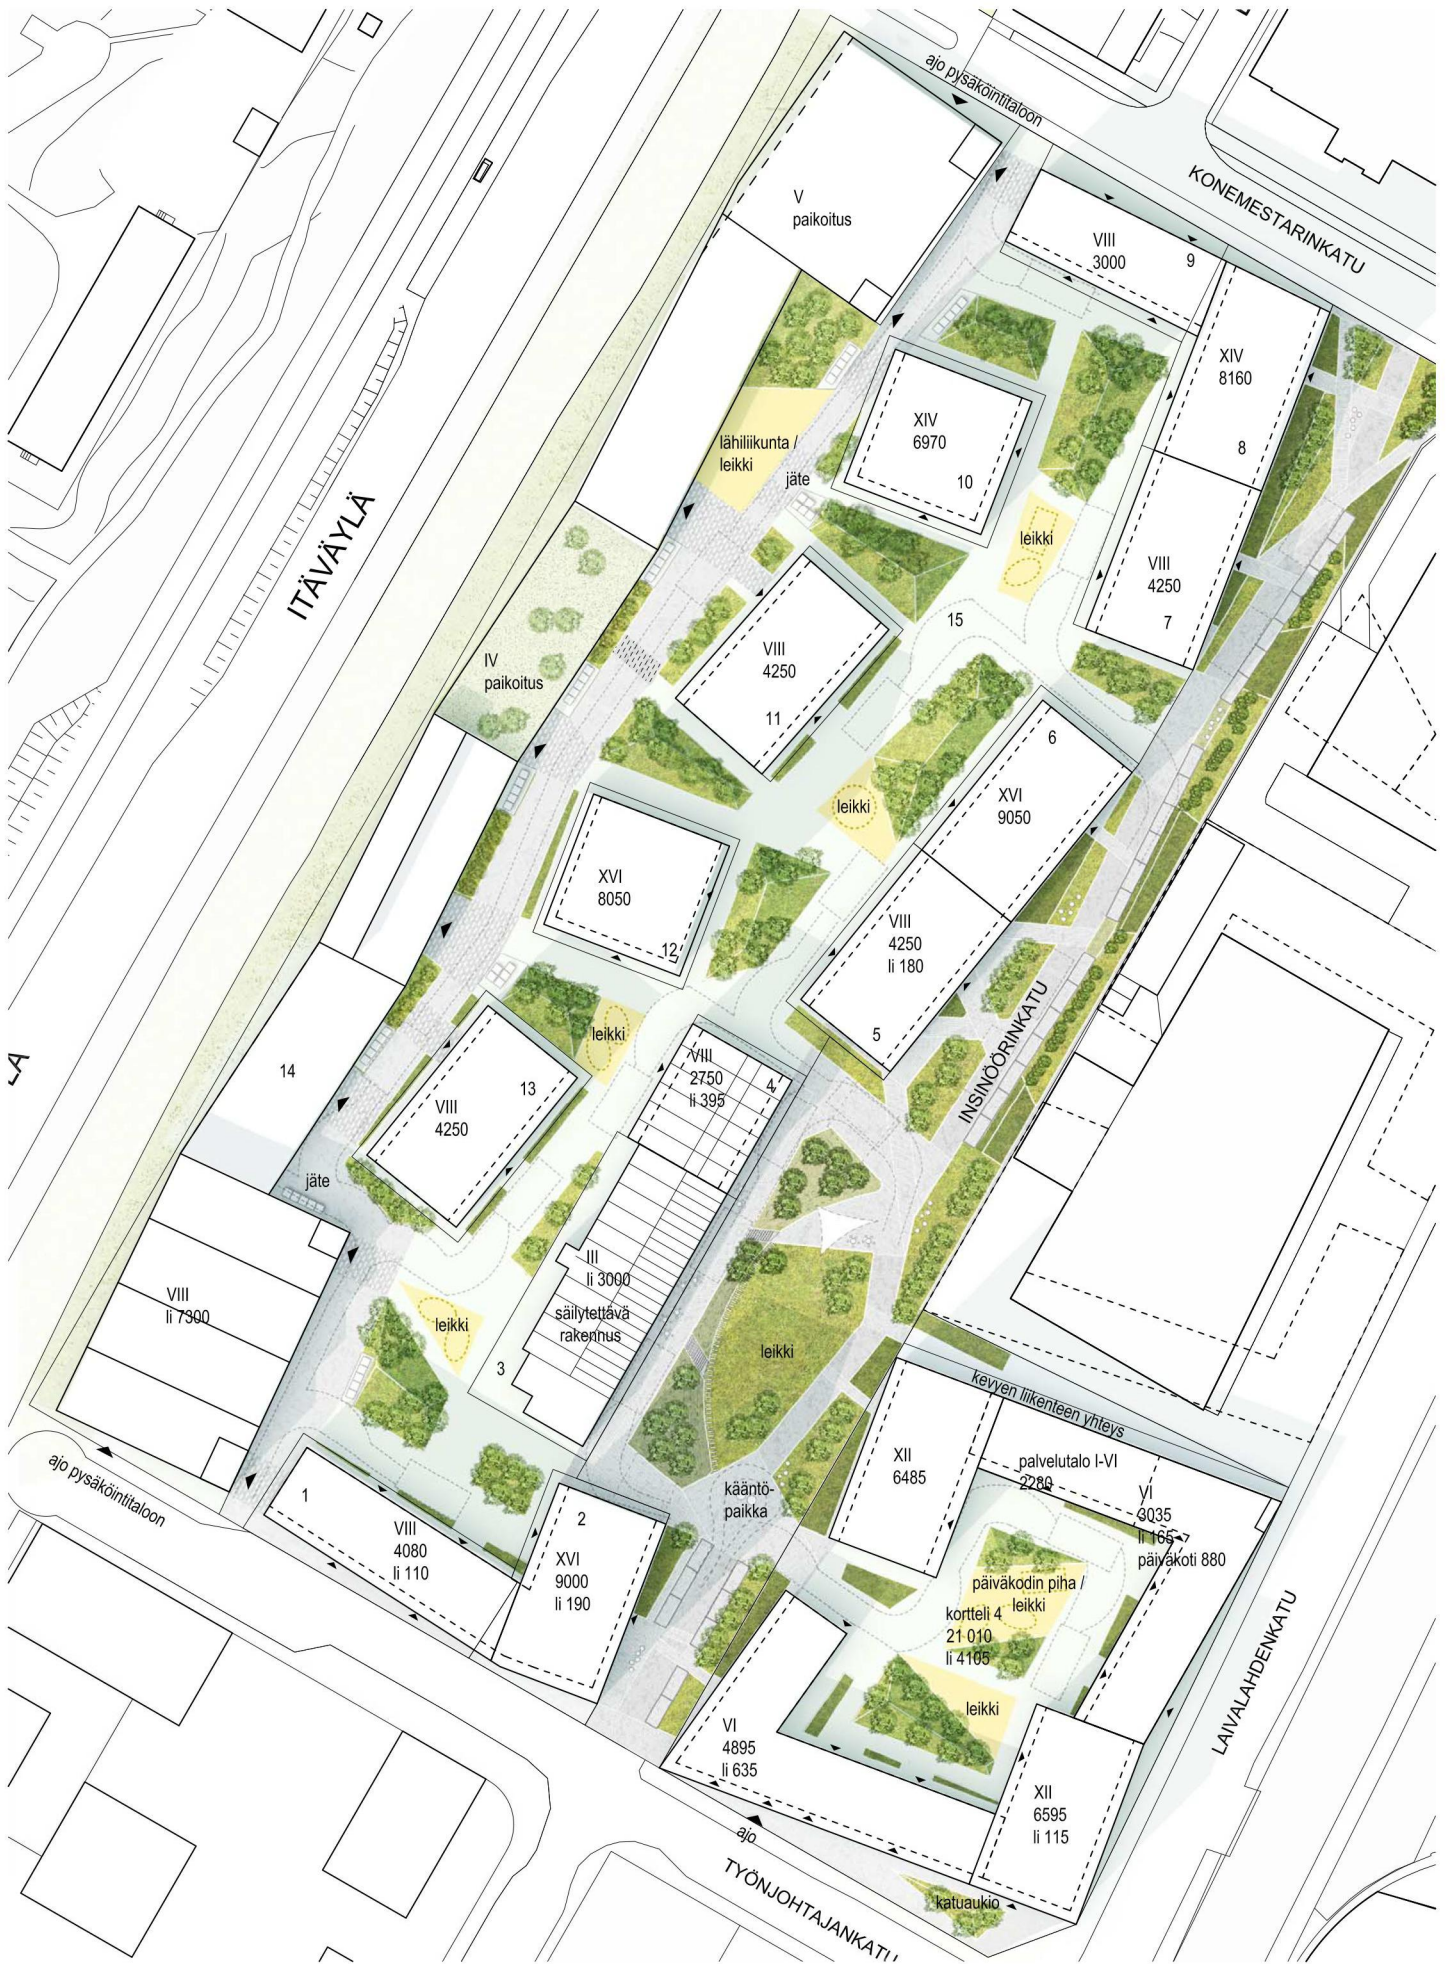 ajo pysäköintitaloon
KONEMESTARINKATU
V
paikoitus
VIII
3000
9
XIV
8160
8
XIV
6970
10
lähiliikunta /
leikki
jäte
leikki
VIII
4250
7
ITÄVÄYLÄ
15
VIII
4250
11
IV
paikoitus
6
XVI
9050
leikki
XVI
8050
12
VIII
4250
li 180
5
INSINÖÖRINKATU
leikki
LÄ
14
13
VIII
4250
VIII
2750
li 395
4
jäte
III
li 3000
säilytettävä
rakennus
3
VIII
li 7300
leikki
leikki
kevyen liikenteen yhteys
XII
6485
palvelutalo I-VI
2280
VI
3035
li 165
päiväkoti 880
ajo pysäköintitaloon
1
VIII
4080
li 110
2
XVI
9000
li 190
kääntö-
paikka
päiväkodin piha /
leikki
kortteli 4
21 010
li 4105
leikki
LAIVALAHDENKATU
VI
4895
li 635
XII
6595
li 115
ajo
TYÖNJOHTAJANKATU
katuaukio